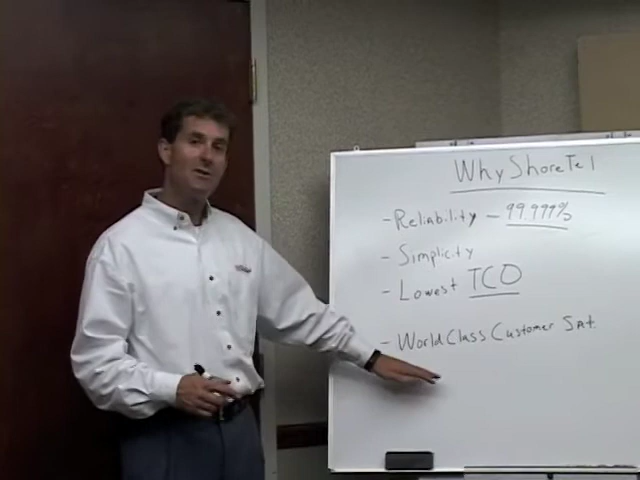 Why ShoreTel
- Reliability - 99.999%
- Simplicity
- Lowest TCO
- World Class Customer Sat.